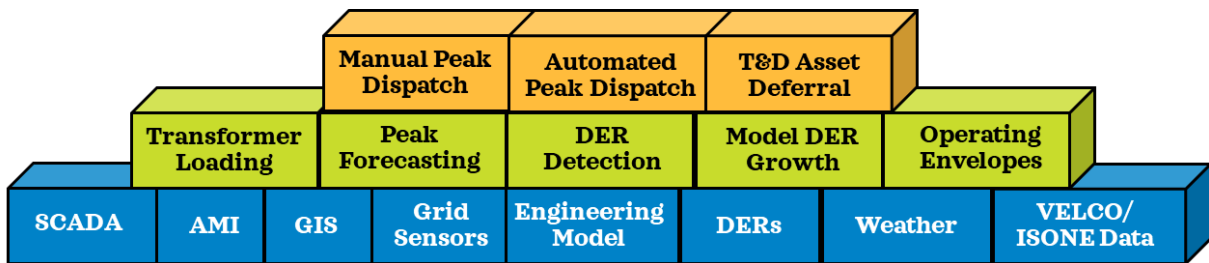 Manual Peak
Dispatch
Automated
Peak Dispatch
T&D Asset
Deferral
Transformer
Loading
Peak
Forecasting
DER
Detection
Model DER
Growth
Operating
Envelopes
SCADA
AMI
GIS
Grid
Sensors
Engineering
Model
DERs
Weather
VELCO/
ISONE Data